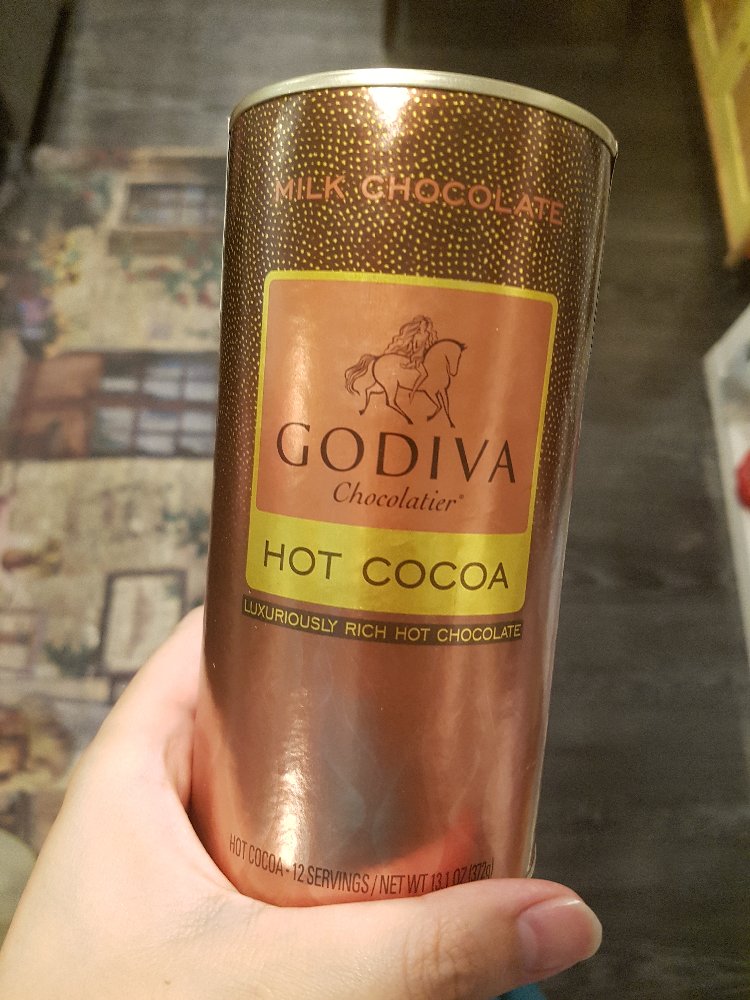 MILK CHOCOLATE
GODIVA
Chocolatier®
HOT COCOA
LUXURIOUSLY RICH HOT CHOCOLATE
HOT COCOA - 12 SERVINGS / NET WT 13.1 OZ (372g)